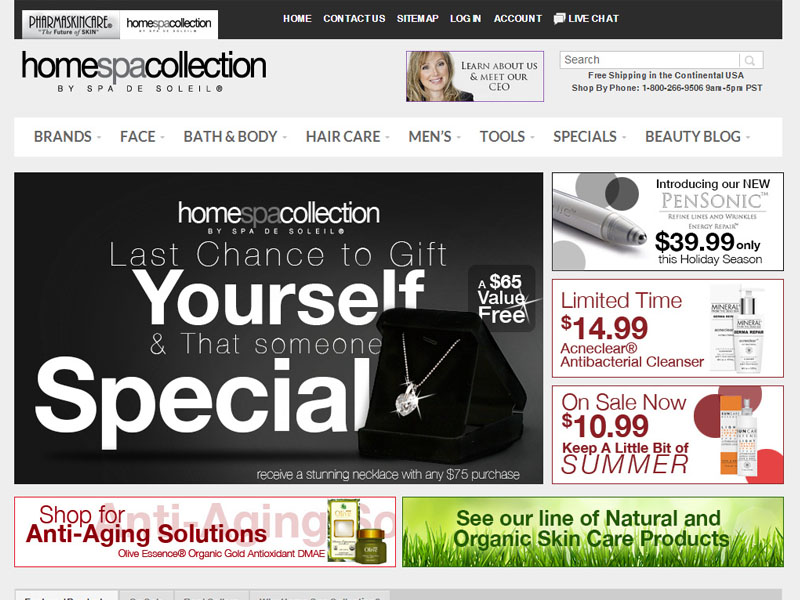 PHARMASKINCARE®
"The Future of SKIN"
homespacollection
BY SPA DE SOLEIL®
HOME
CONTACT US
SITEMAP
LOG IN
ACCOUNT
LIVE CHAT
homespacollection
BY SPA DE SOLEIL®
LEARN ABOUT US
& MEET OUR
CEO
Search
Free Shipping in the Continental USA
Shop By Phone: 1-800-266-9506 9am-5pm PST
BRANDS
FACE
BATH & BODY
HAIR CARE
MEN'S
TOOLS
SPECIALS
BEAUTY BLOG
homespacollection
BY SPA DE SOLEIL®
Last Chance to Gift
Yourself
& That someone
Special
A $65
Value
Free
receive a stunning necklace with any $75 purchase
Introducing our NEW
PENSONIC™
REFINE LINES AND WRINKLES
ENERGY REPAIR™
$39.99 only
this Holiday Season
Limited Time
$14.99
Acneclear®
Antibacterial Cleanser
MINERAL
MINERAL
DERMA REPAIR
On Sale Now
$10.99
Keep A Little Bit of
SUMMER
Shop for
Anti-Aging Solutions
Olive Essence® Organic Gold Antioxidant DMAE
See our line of Natural and
Organic Skin Care Products